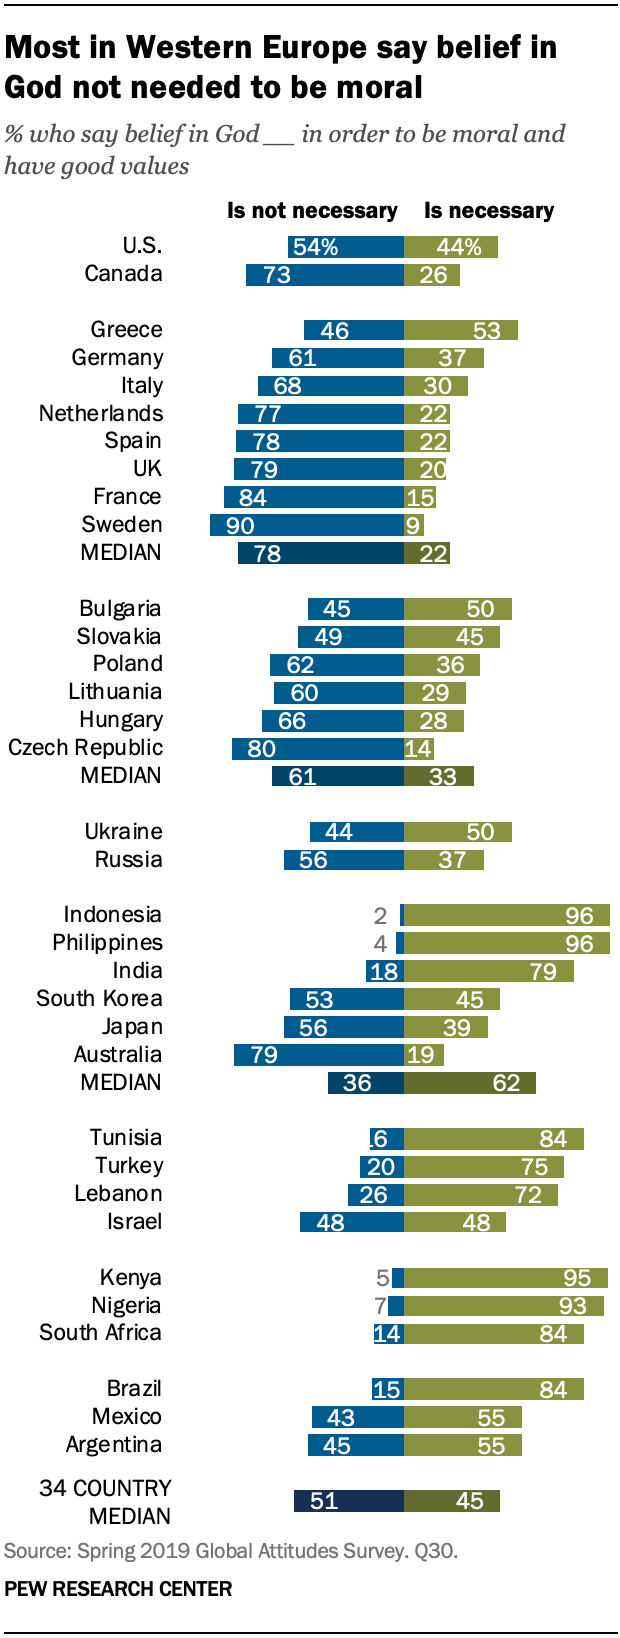 Most in Western Europe say belief in
God not needed to be moral
% who say belief in God __ in order to be moral and
have good values
Is not necessary Is necessary
U.S. 54% 44%
Canada 73 26
Greece 46 53
Germany 61 37
Italy 68 30
Netherlands 77 22
Spain 78 22
UK 79 20
France 84 15
Sweden 90 9
MEDIAN 78 22
Bulgaria 45 50
Slovakia 49 45
Poland 62 36
Lithuania 60 29
Hungary 66 28
Czech Republic 80 14
MEDIAN 61 33
Ukraine 44 50
Russia 56 37
Indonesia 2 96
Philippines 4 96
India 18 79
South Korea 53 45
Japan 56 39
Australia 79 19
MEDIAN 36 62
Tunisia 16 84
Turkey 20 75
Lebanon 26 72
Israel 48 48
Kenya 5 95
Nigeria 7 93
South Africa 14 84
Brazil 15 84
Mexico 43 55
Argentina 45 55
34 COUNTRY
MEDIAN 51 45
Source: Spring 2019 Global Attitudes Survey. Q30.
PEW RESEARCH CENTER